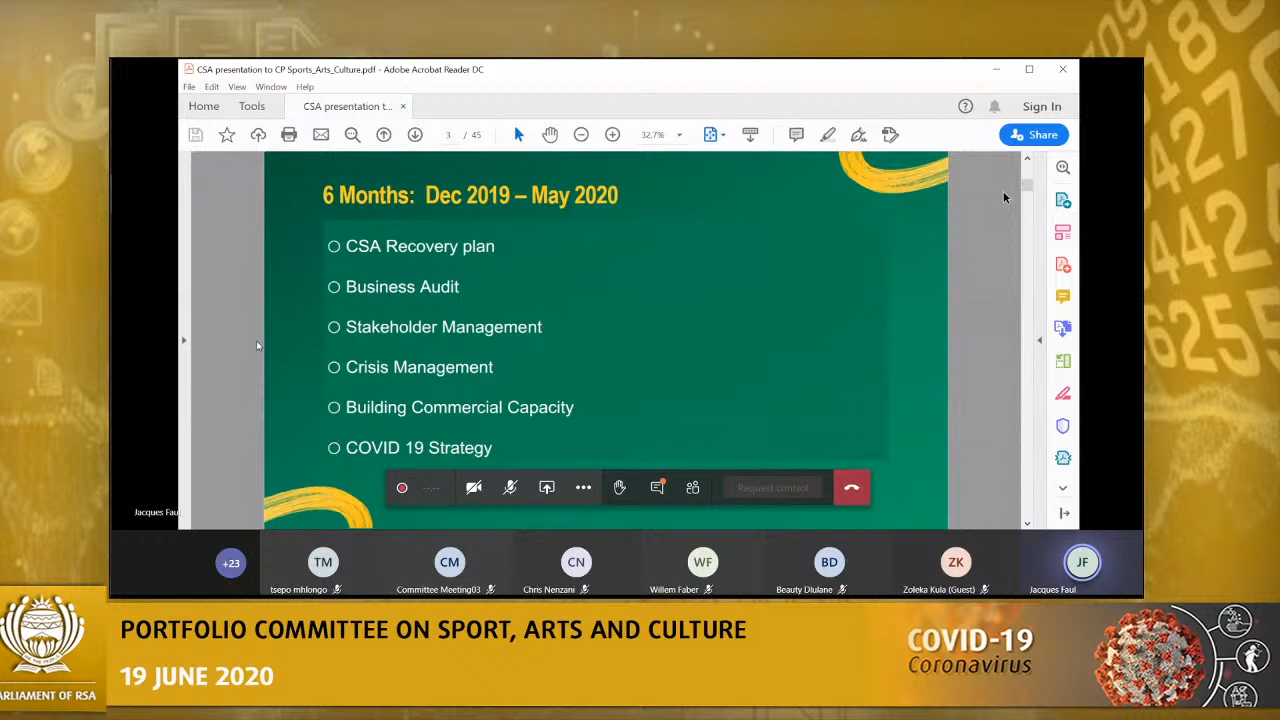 CSA presentation to CP Sports_Arts_Culture.pdf - Adobe Acrobat Reader DC
File Edit View Window Help
Home Tools CSA presentation t... × Sign In
3 / 45 32,7% Share
6 Months: Dec 2019 – May 2020
CSA Recovery plan
Business Audit
Stakeholder Management
Crisis Management
Building Commercial Capacity
COVID 19 Strategy
--:-- Request control
Jacques Fau
+23 TM CM CN WF BD ZK JF
tsepo mhlongo Committee Meeting03 Chris Nenzani Willem Faber Beauty Dlulane Zoleka Kula (Guest) Jacques Faul
PORTFOLIO COMMITTEE ON SPORT, ARTS AND CULTURE
19 JUNE 2020
COVID-19
Coronavirus
ARLIAMENT OF RSA